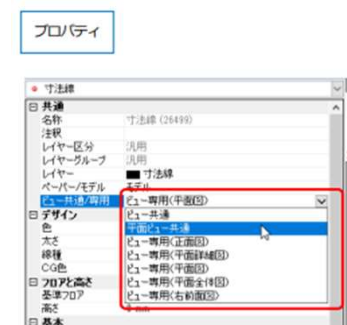 プロパティ
寸法線
共通
名称 寸法線 (26499)
注釈
レイヤー区分 汎用
レイヤーグループ 汎用
レイヤー 寸法線
ペーパー/モデル モデル
ビュー共通/専用 ビュー専用(平面図)
デザイン ビュー共通
色 平面ビュー共通
太さ ビュー専用(正面図)
線種 ビュー専用(平面詳細図)
CG色 ビュー専用(平面図)
フロアと高さ ビュー専用(平面全体図)
基準フロア ビュー専用(右前面図)
高さ
基本